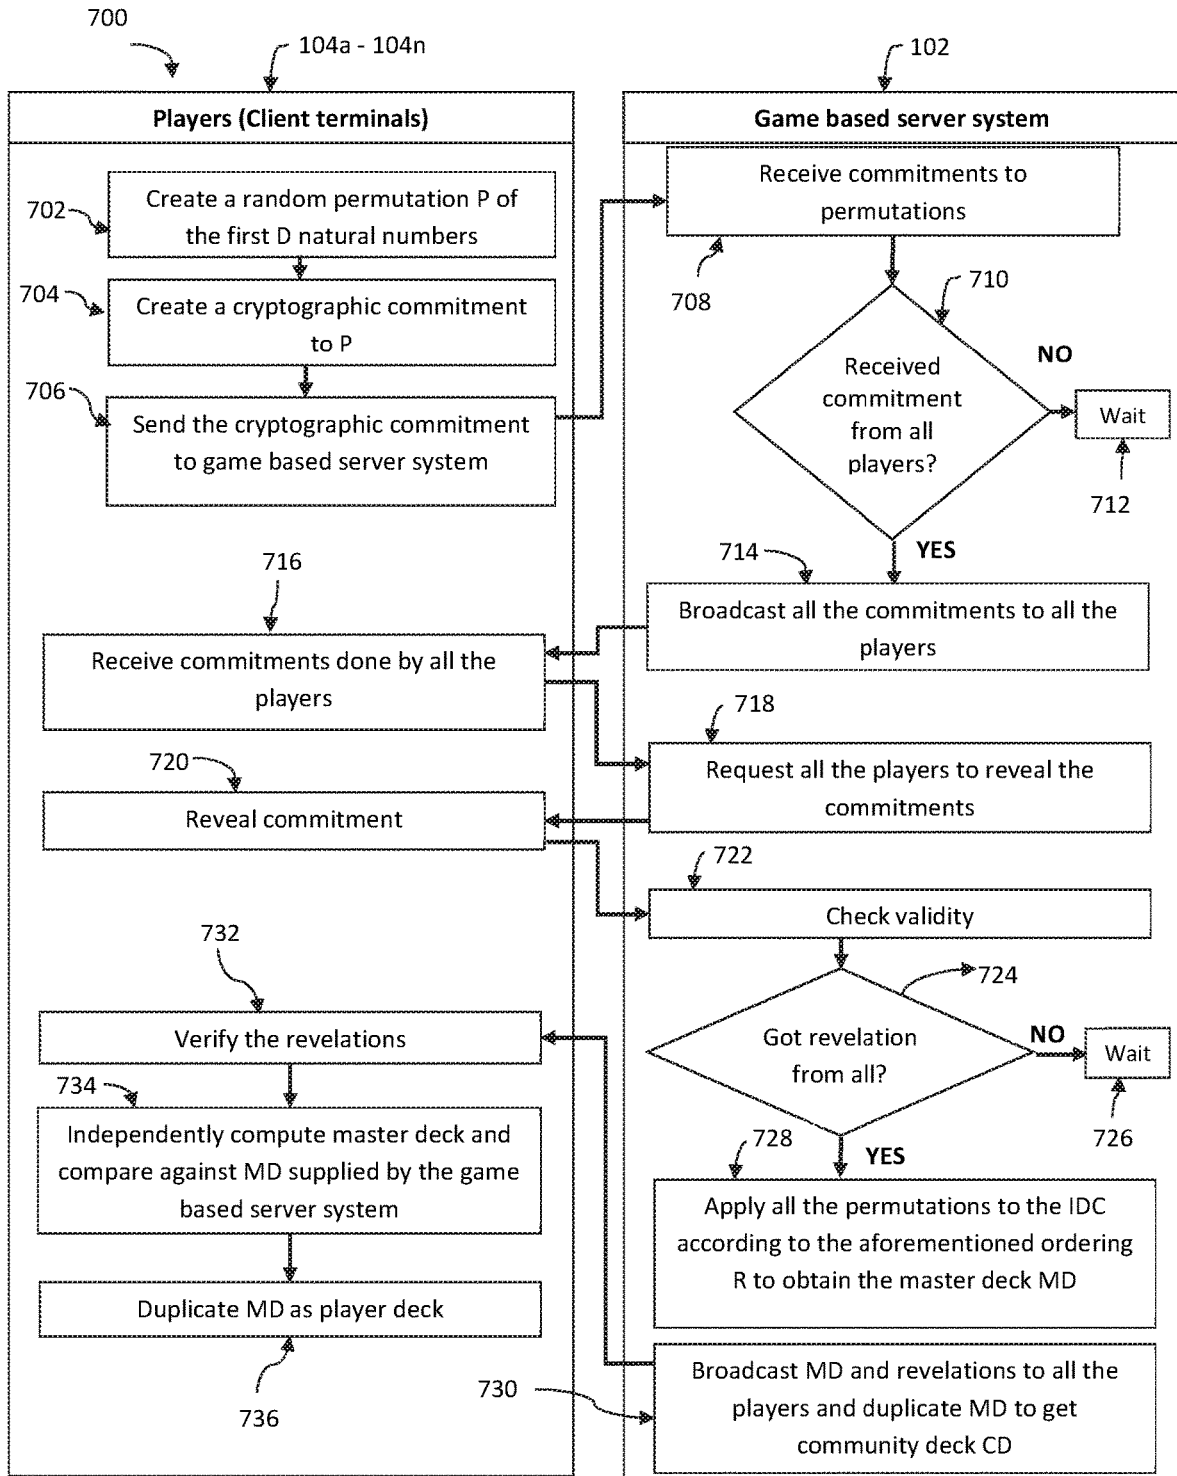 700
104a - 104n
102
Players (Client terminals)
Game based server system
702
Create a random permutation P of
the first D natural numbers
704
Create a cryptographic commitment
to P
706
Send the cryptographic commitment
to game based server system
Receive commitments to
permutations
708
710
Received
commitment
from all
players?
NO
Wait
712
YES
714
Broadcast all the commitments to all the
players
716
Receive commitments done by all the
players
718
Request all the players to reveal the
commitments
720
Reveal commitment
722
Check validity
724
Got revelation
from all?
NO
Wait
726
YES
728
Apply all the permutations to the IDC
according to the aforementioned ordering
R to obtain the master deck MD
730
Broadcast MD and revelations to all the
players and duplicate MD to get
community deck CD
732
Verify the revelations
734
Independently compute master deck and
compare against MD supplied by the game
based server system
Duplicate MD as player deck
736